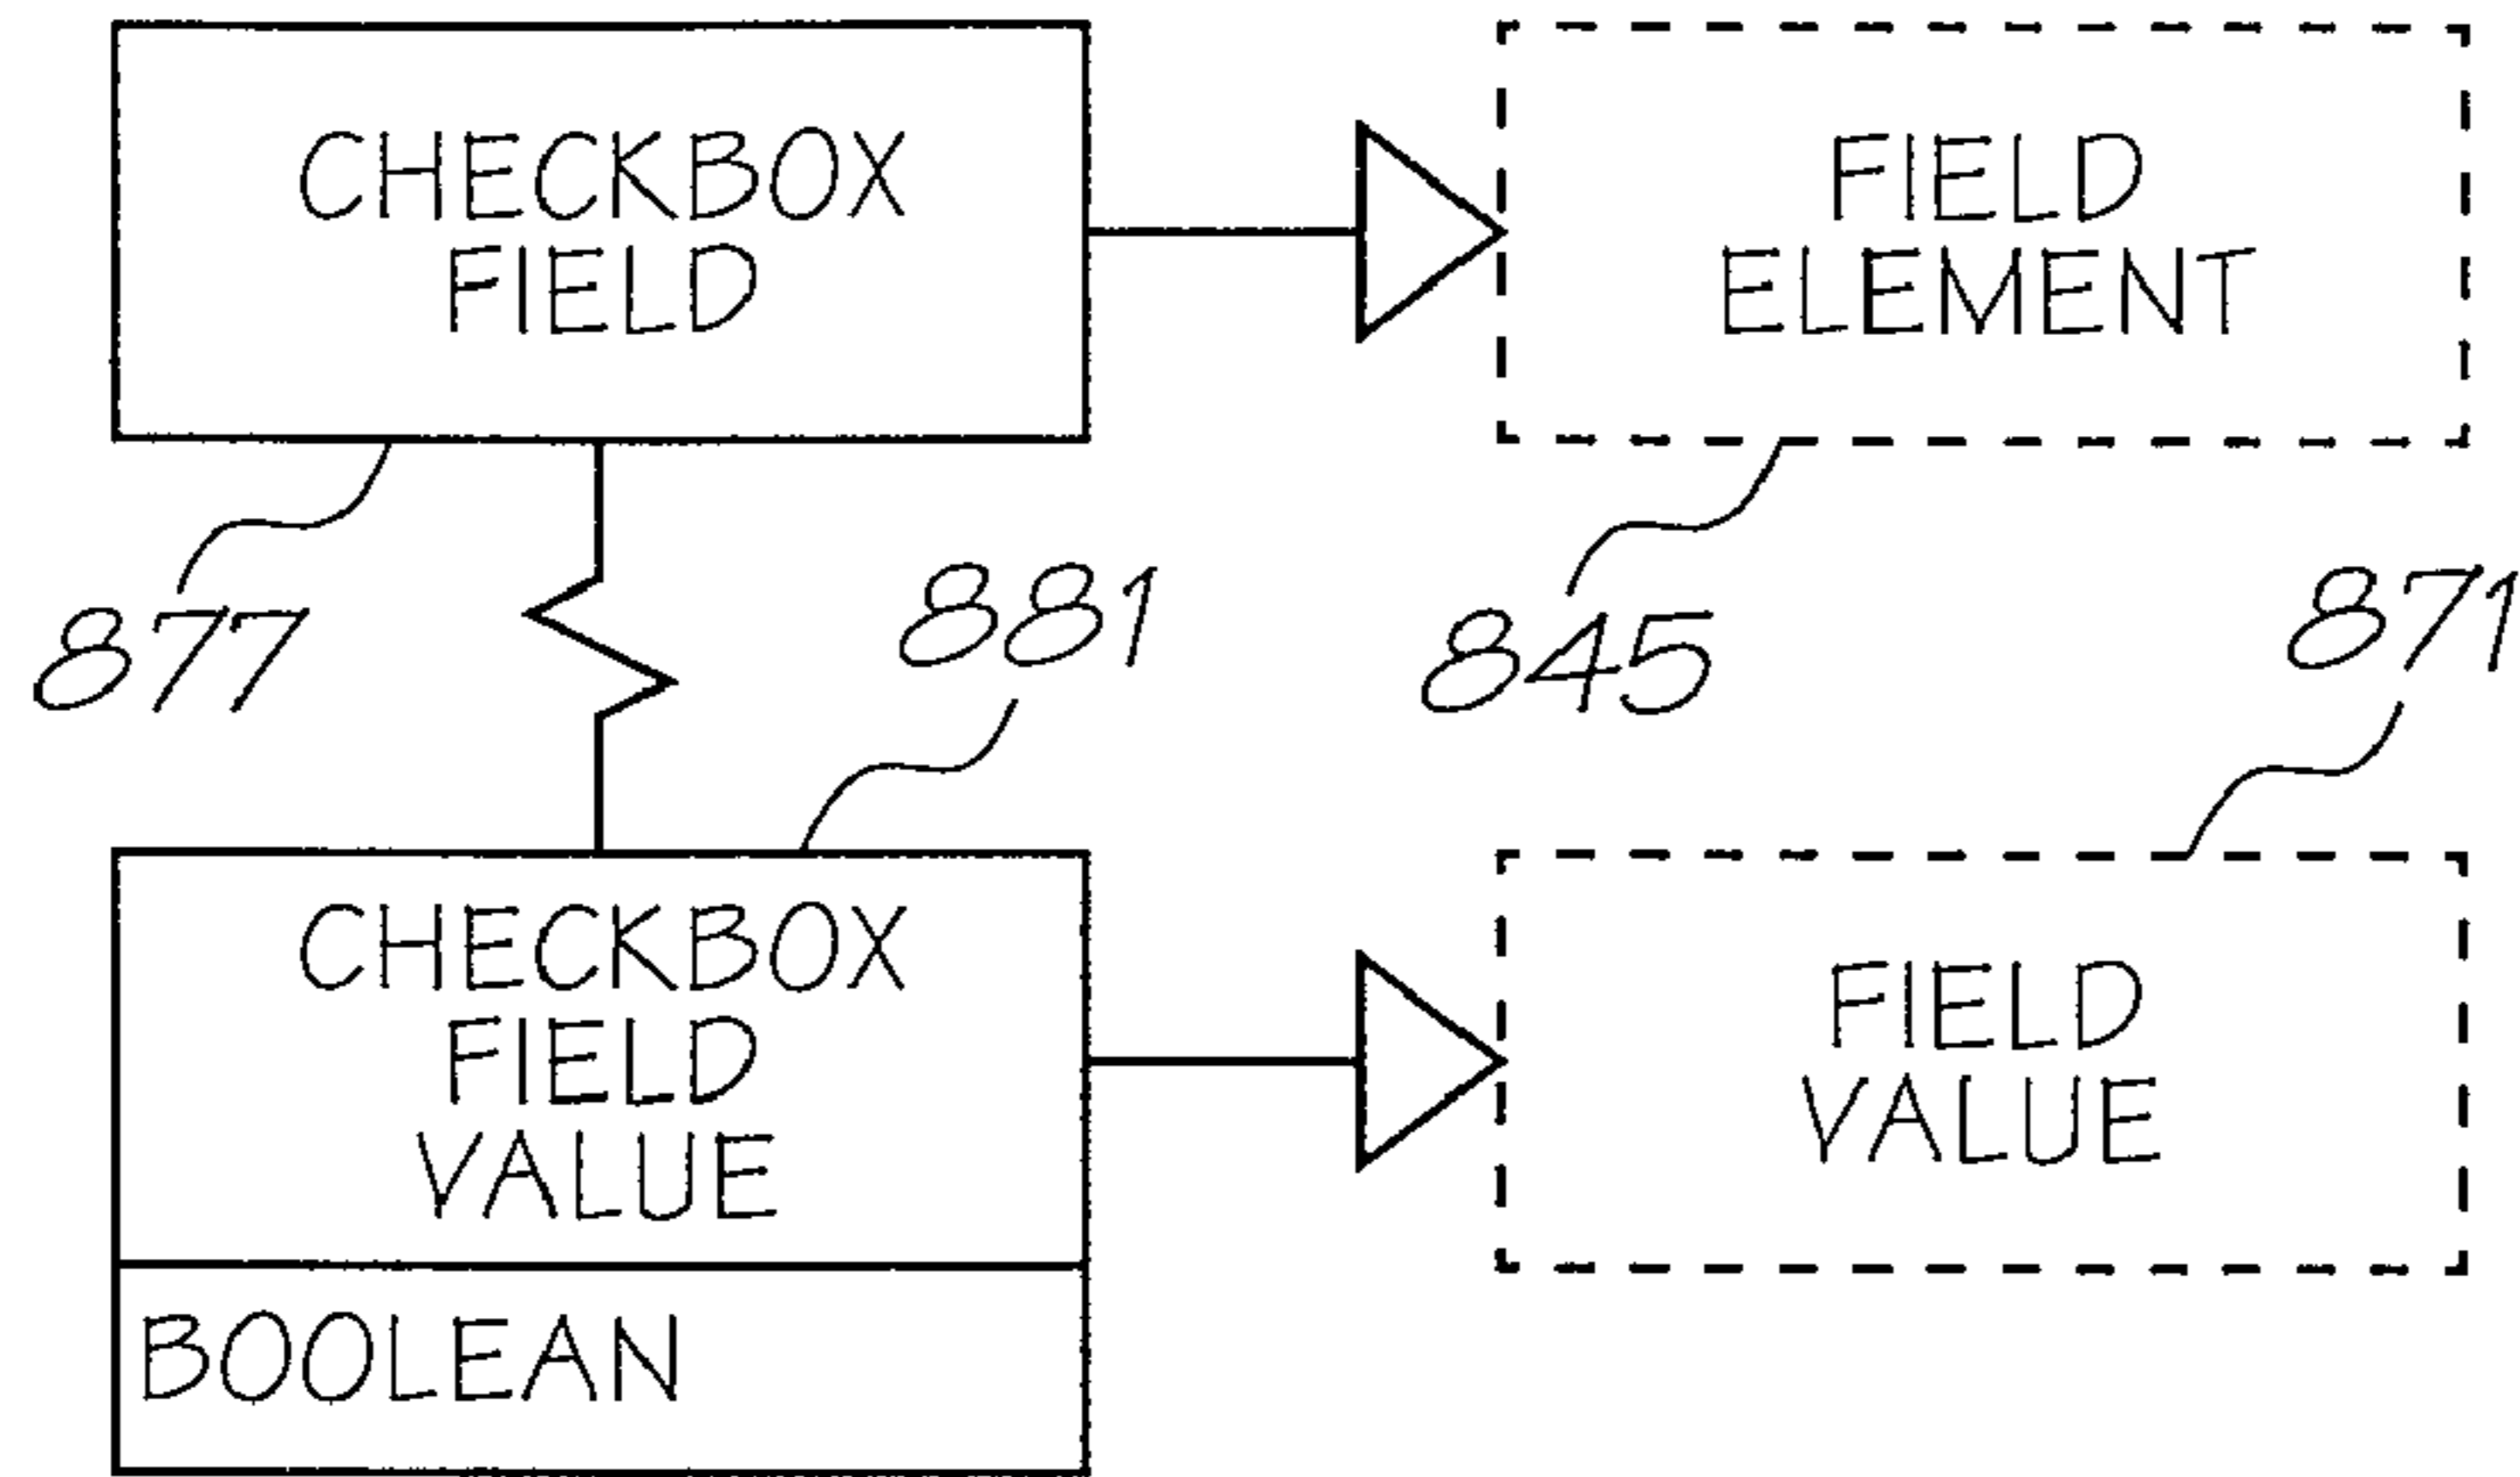 CHECKBOX
FIELD
FIELD
ELEMENT
877
881
845
871
CHECKBOX
FIELD
VALUE
FIELD
VALUE
BOOLEAN